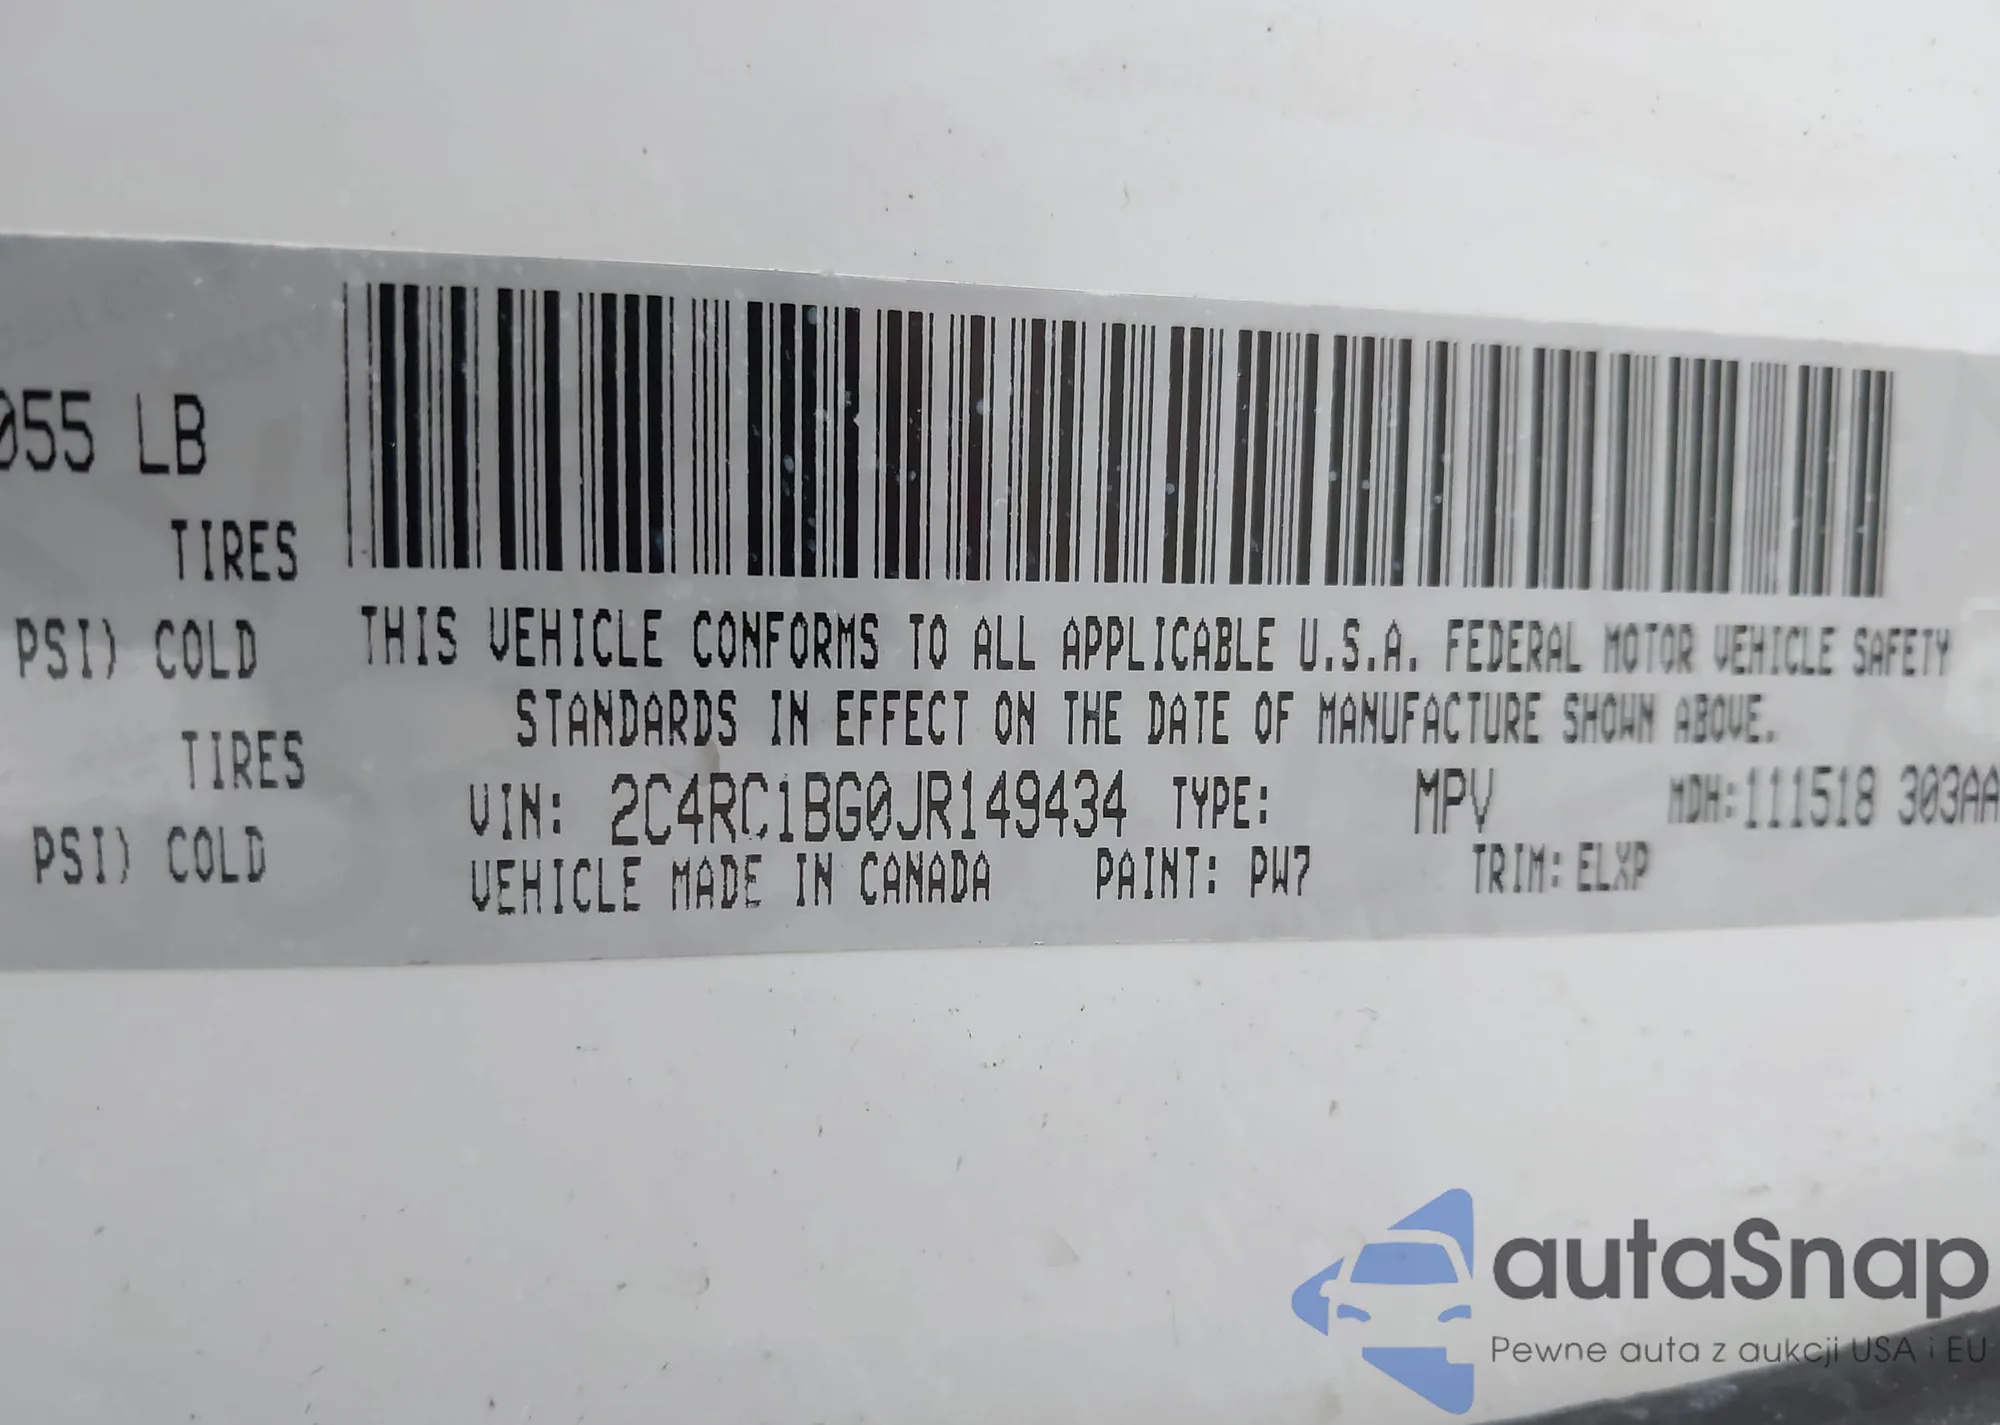 055 LB
TIRES
PSI) COLD
TIRES
PSI) COLD
THIS VEHICLE CONFORMS TO ALL APPLICABLE U.S.A. FEDERAL MOTOR VEHICLE SAFETY
STANDARDS IN EFFECT ON THE DATE OF MANUFACTURE SHOWN ABOVE.
VIN: 2C4RC1BG0JR149434 TYPE: MPV MDH:111518 303AA
VEHICLE MADE IN CANADA PAINT: PW7 TRIM: ELXP
autaSnap
Pewne auta z aukcji USA i EU